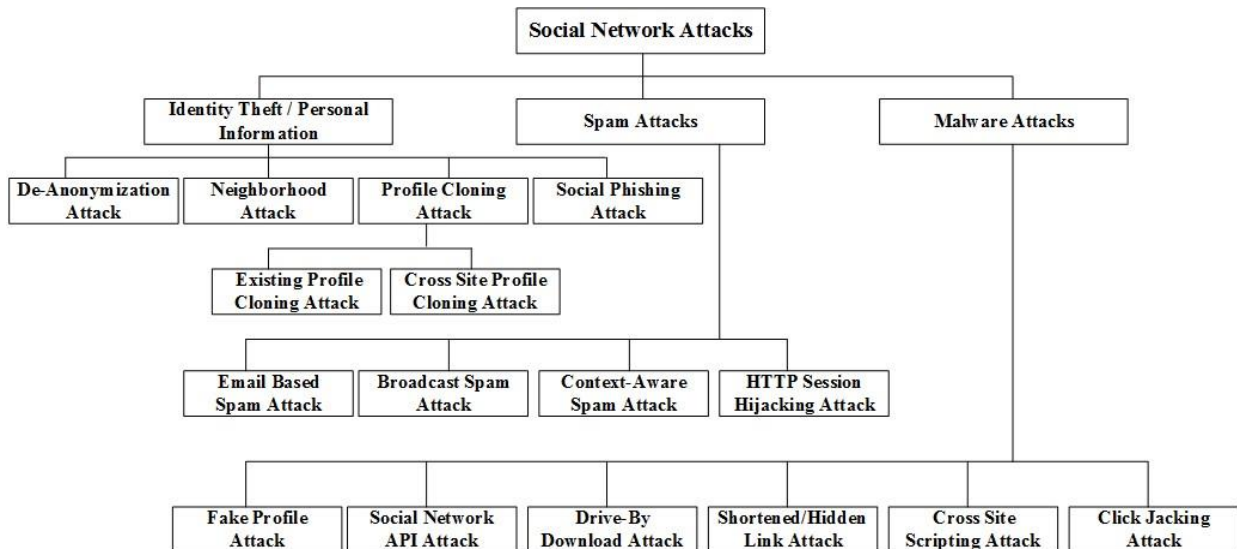 Social Network Attacks
Identity Theft / Personal
Information
Spam Attacks
Malware Attacks
De-Anonymization
Attack
Neighborhood
Attack
Profile Cloning
Attack
Social Phishing
Attack
Existing Profile
Cloning Attack
Cross Site Profile
Cloning Attack
Email Based
Spam Attack
Broadcast Spam
Attack
Context-Aware
Spam Attack
HTTP Session
Hijacking Attack
Fake Profile
Attack
Social Network
API Attack
Drive-By
Download Attack
Shortened/Hidden
Link Attack
Cross Site
Scripting Attack
Click Jacking
Attack